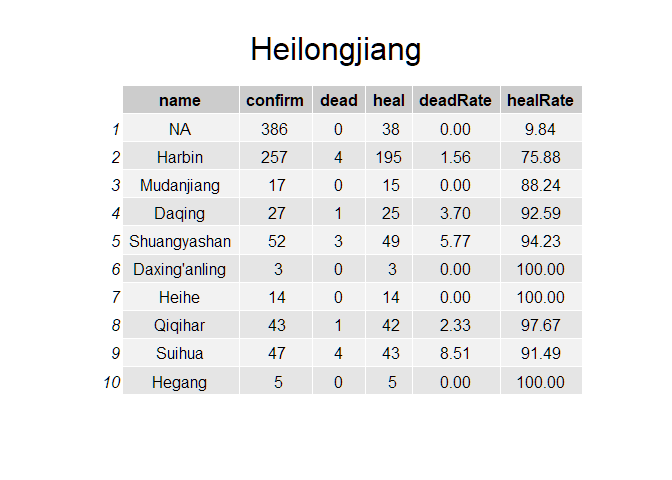 Heilongjiang
name confirm dead heal deadRate healRate
1 NA 386 0 38 0.00 9.84
2 Harbin 257 4 195 1.56 75.88
3 Mudanjiang 17 0 15 0.00 88.24
4 Daqing 27 1 25 3.70 92.59
5 Shuangyashan 52 3 49 5.77 94.23
6 Daxing'anling 3 0 3 0.00 100.00
7 Heihe 14 0 14 0.00 100.00
8 Qiqihar 43 1 42 2.33 97.67
9 Suihua 47 4 43 8.51 91.49
10 Hegang 5 0 5 0.00 100.00